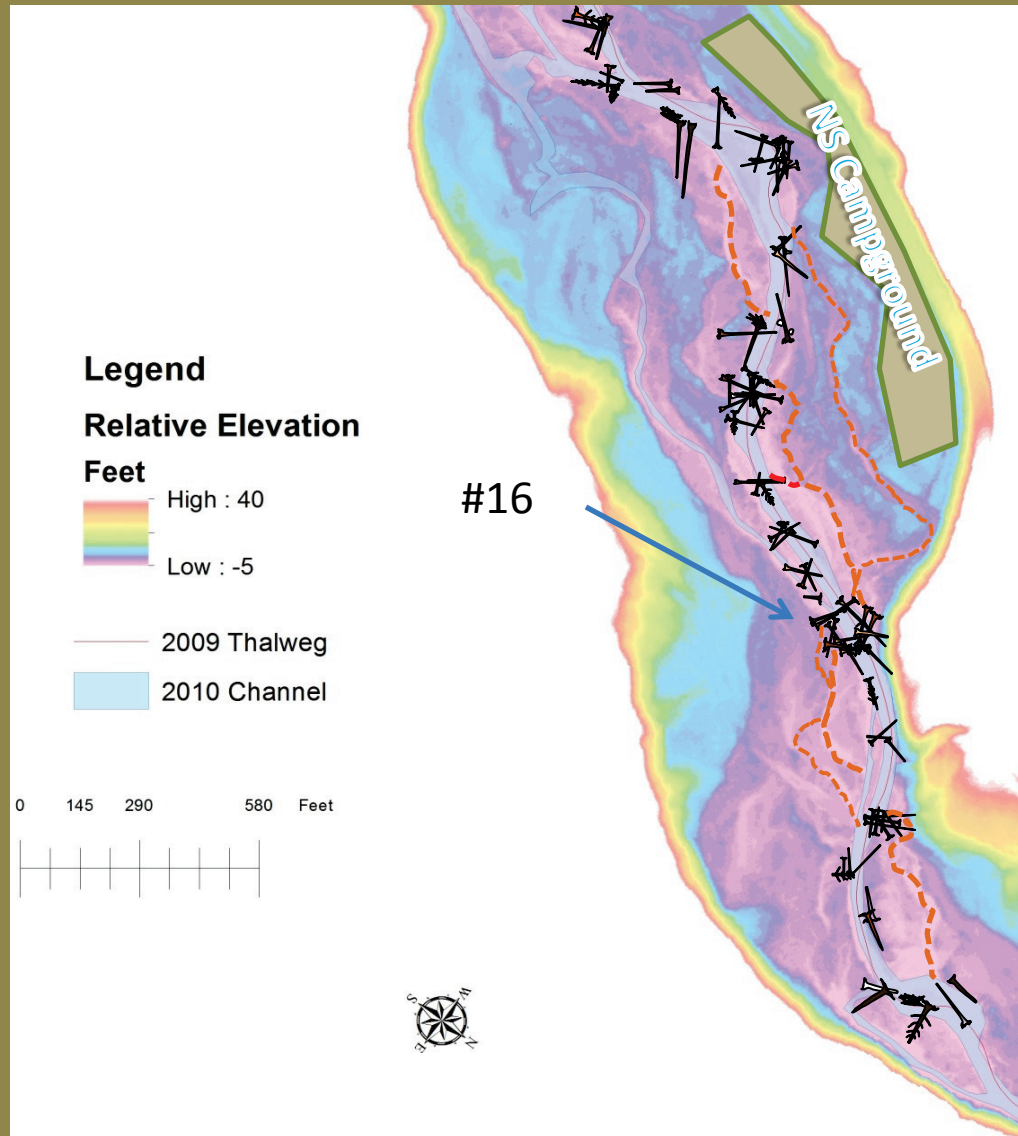 NS Campground
Legend
Relative Elevation
Feet
High : 40
Low : -5
#16
2009 Thalweg
2010 Channel
0 145 290 580 Feet
S W
E N